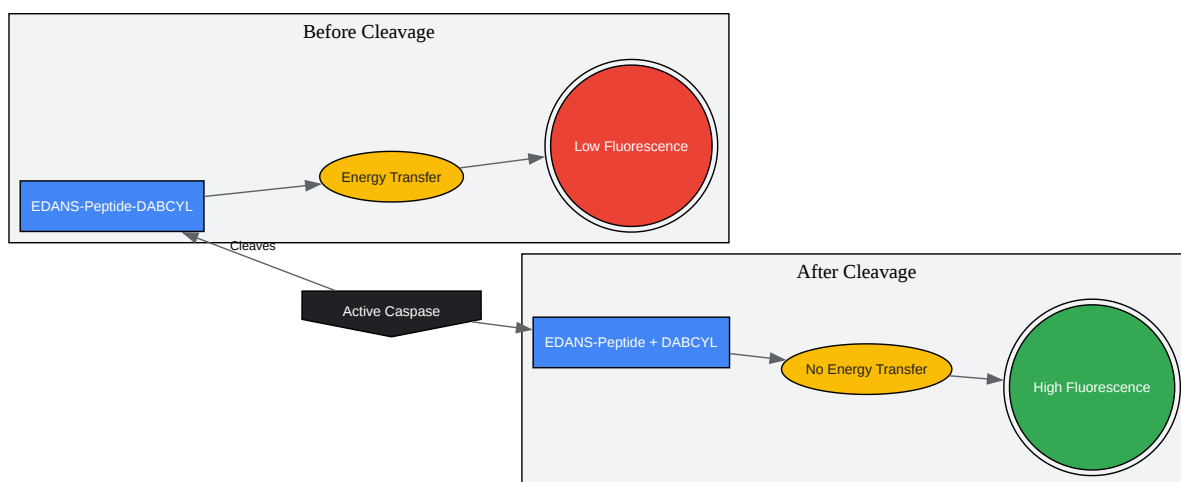 Before Cleavage
Low Fluorescence
Energy Transfer
EDANS-Peptide-DABCYL
Cleaves
After Cleavage
Active Caspase
EDANS-Peptide + DABCYL
No Energy Transfer
High Fluorescence